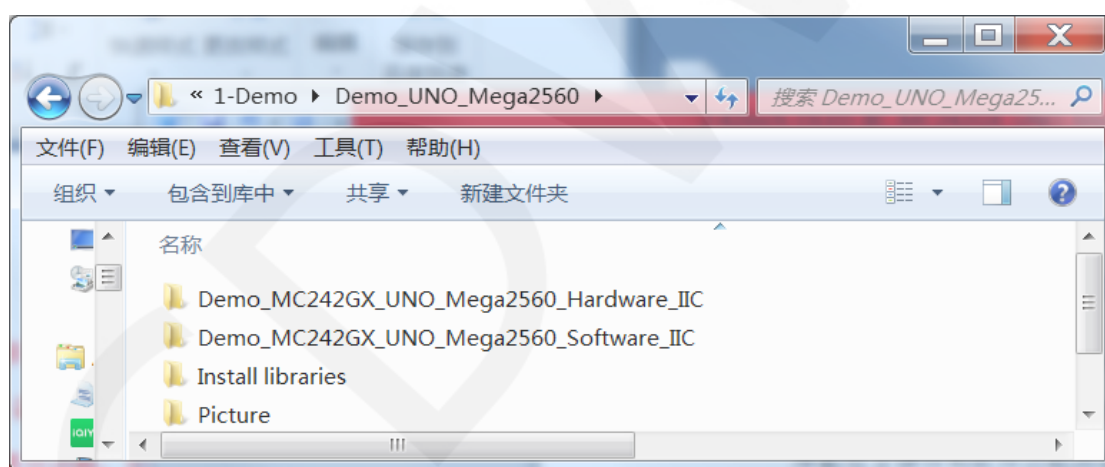 « 1-Demo Demo_UNO_Mega2560 搜索 Demo_UNO_Mega25...
文件(F) 编辑(E) 查看(V) 工具(T) 帮助(H)
组织 包含到库中 共享 新建文件夹
名称
Demo_MC242GX_UNO_Mega2560_Hardware_IIC
Demo_MC242GX_UNO_Mega2560_Software_IIC
Install libraries
Picture